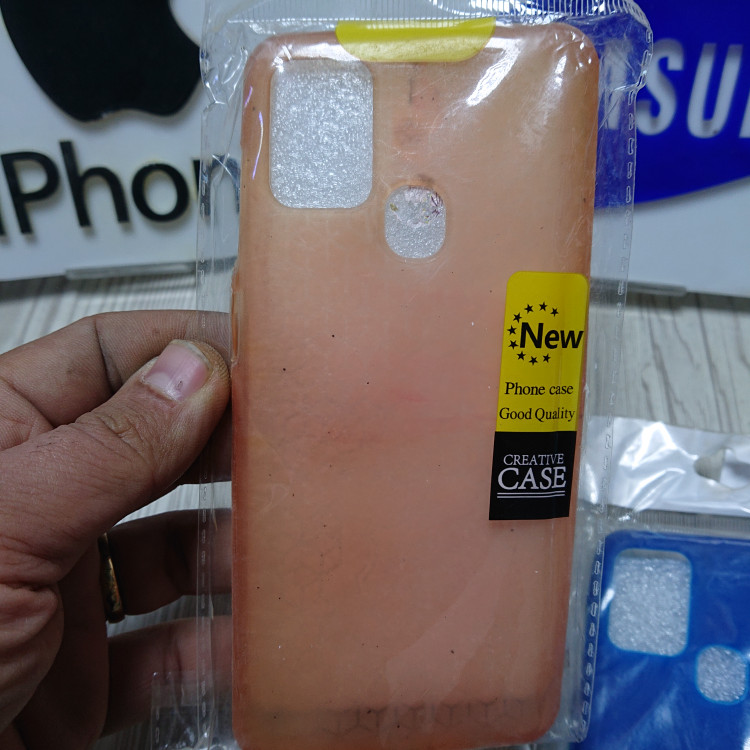 iPhon
SU
New
Phone case
Good Quality
CREATIVE
CASE